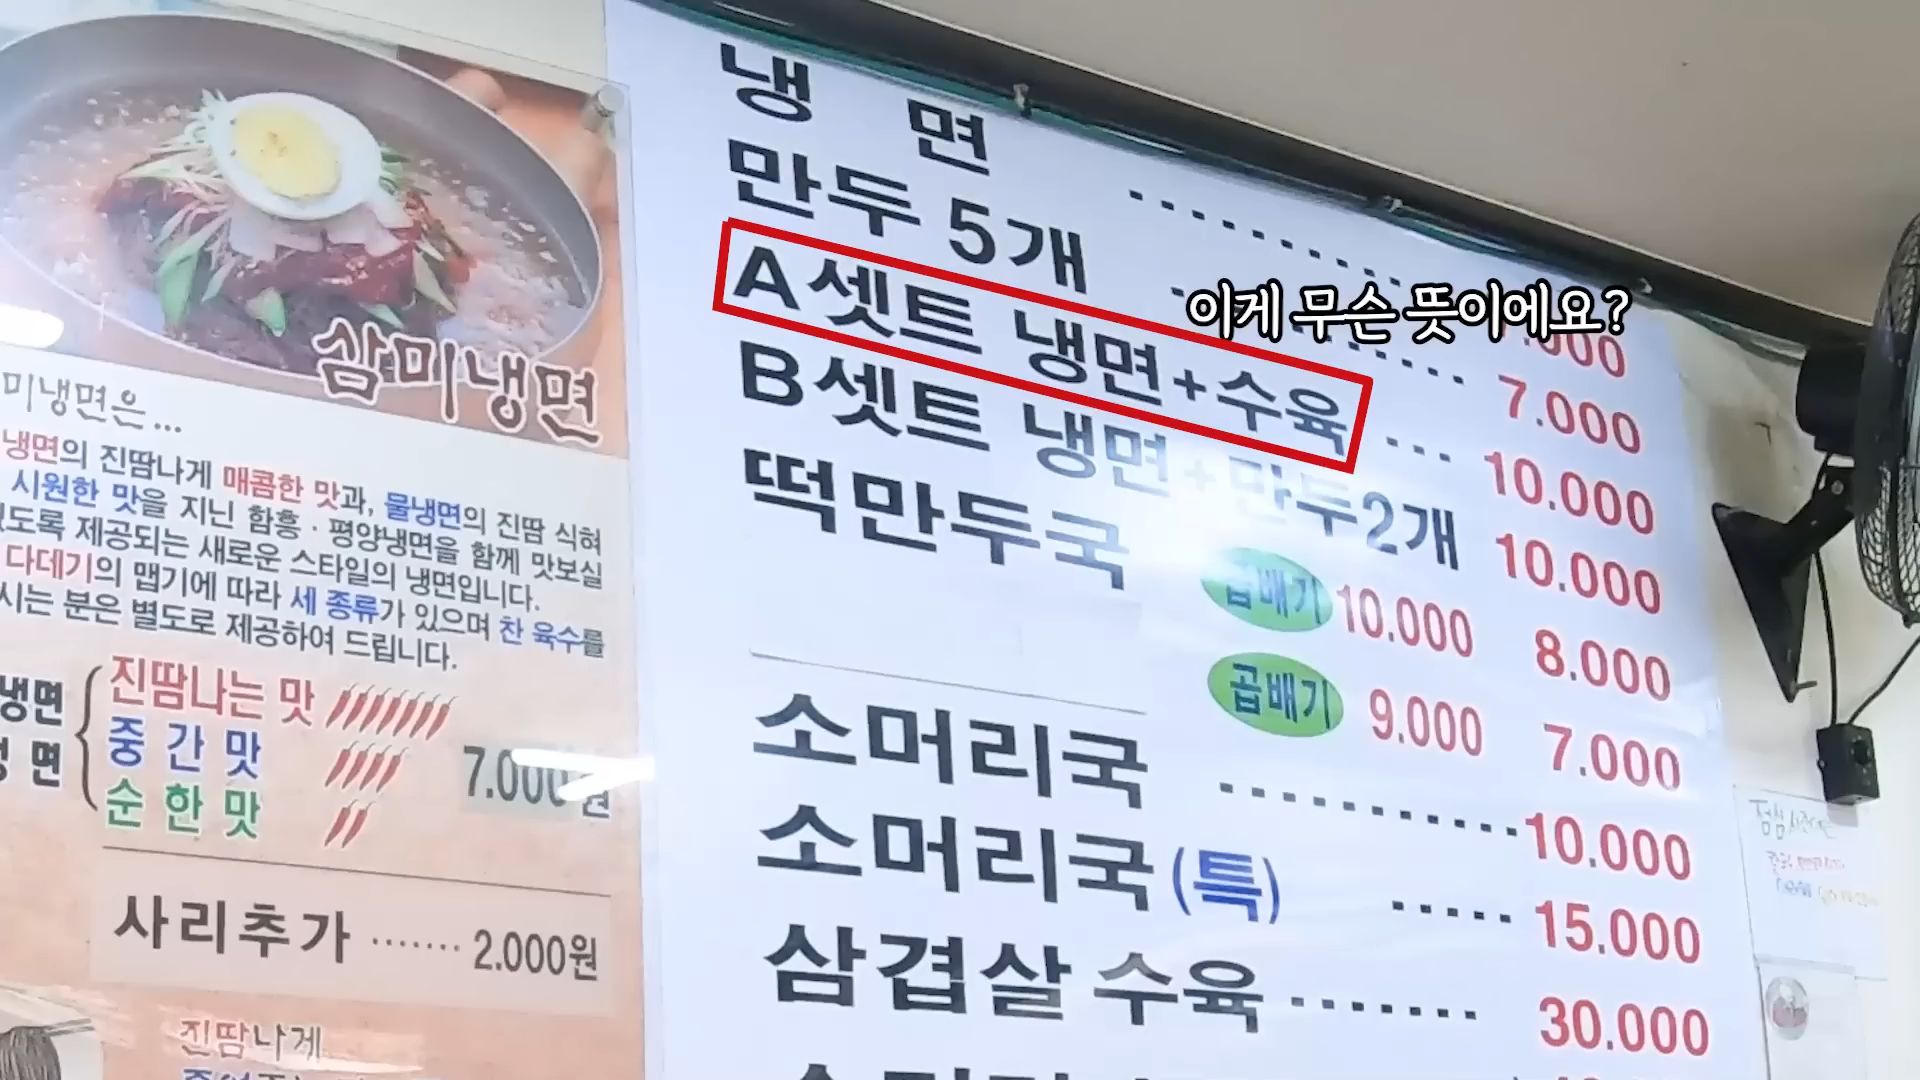 삼미냉면
미냉면은...
냉면의 진땀나게 매콤한 맛과, 물냉면의 진땀 식혀
시원한 맛을 지닌 함흥·평양냉면을 함께 맛보실
있도록 제공되는 새로운 스타일의 냉면입니다.
다데기의 맵기에 따라 세 종류가 있으며 찬 육수를
시는 분은 별도로 제공하여 드립니다.
냉면
면
진땀나는 맛
중간맛
순한맛
7.000원
사리추가 ······· 2.000원
진땀나게
냉 면
만두 5개 7.000
A셋트 냉면+수육 ... 10.000
B셋트 냉면+만두2개 10.000
떡만두국 곱배기 10.000 8.000
곱배기 9.000 7.000
소머리국 10.000
소머리국(특) ..... 15.000
삼겹살 수육 ....... 30.000
이게 무슨 뜻이에요?